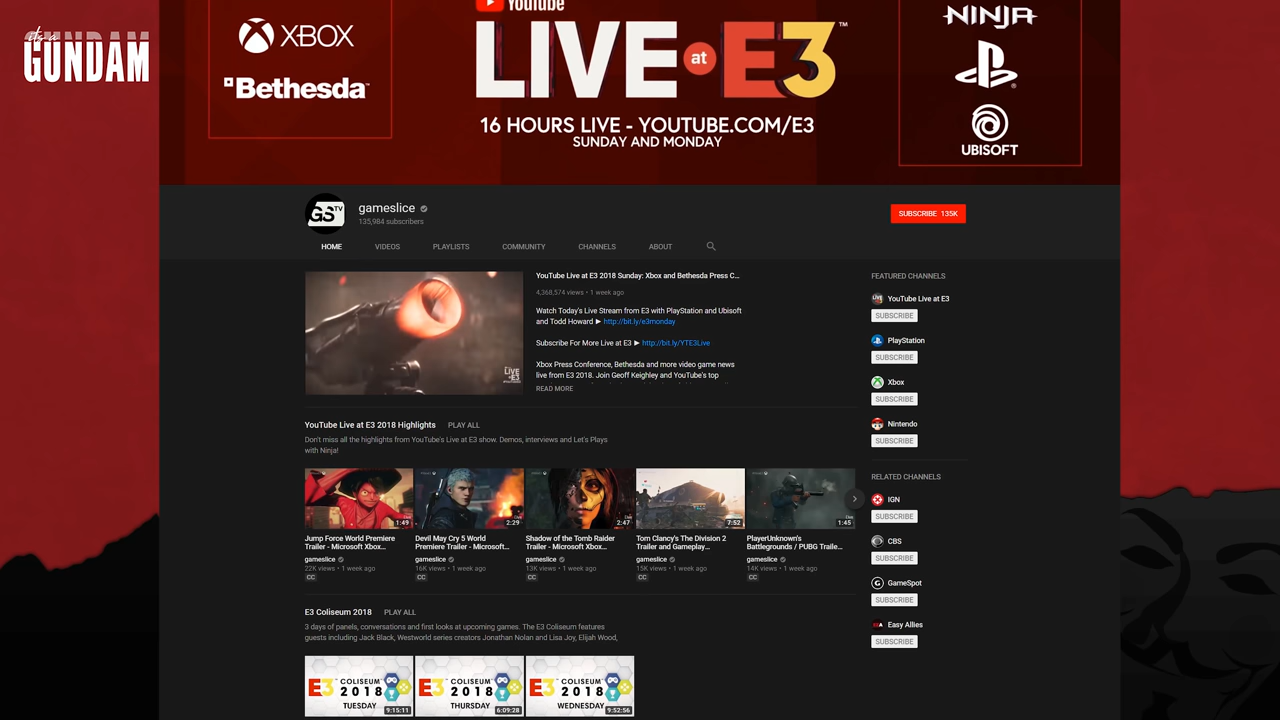 it's a
GUNDAM
XBOX
Bethesda
YouTube
LIVE at E3™
16 HOURS LIVE - YOUTUBE.COM/E3
SUNDAY AND MONDAY
NINJA
UBISOFT
GSTV
gameslice
135,984 subscribers
SUBSCRIBE 135K
HOME VIDEOS PLAYLISTS COMMUNITY CHANNELS ABOUT
YouTube Live at E3 2018 Sunday: Xbox and Bethesda Press C...
4,368,574 views • 1 week ago
Watch Today's Live Stream from E3 with PlayStation and Ubisoft
and Todd Howard ► http://bit.ly/e3monday
Subscribe For More Live at E3 ► http://bit.ly/YTE3Live
Xbox Press Conference, Bethesda and more video game news
live from E3 2018. Join Geoff Keighley and YouTube's top
READ MORE
LIVE
E3
YouTube Live at E3 2018 Highlights PLAY ALL
Don't miss all the highlights from YouTube's Live at E3 show. Demos, interviews and Let's Plays
with Ninja!
1:49 2:29 2:47 7:52 1:45
Jump Force World Premiere
Trailer - Microsoft Xbox...
gameslice
22K views • 1 week ago
CC
Devil May Cry 5 World
Premiere Trailer - Microsoft...
gameslice
16K views • 1 week ago
CC
Shadow of the Tomb Raider
Trailer - Microsoft Xbox...
gameslice
13K views • 1 week ago
CC
Tom Clancy's The Division 2
Trailer and Gameplay...
gameslice
15K views • 1 week ago
CC
PlayerUnknown's
Battlegrounds / PUBG Traile...
gameslice
14K views • 1 week ago
CC
E3 Coliseum 2018 PLAY ALL
3 days of panels, conversations and first looks at upcoming games. The E3 Coliseum features
guests including Jack Black, Westworld series creators Jonathan Nolan and Lisa Joy, Elijah Wood,
E3 COLISEUM
2018
TUESDAY
9:15:11
E3 COLISEUM
2018
THURSDAY
6:09:28
E3 COLISEUM
2018
WEDNESDAY
9:52:56
FEATURED CHANNELS
YouTube Live at E3
SUBSCRIBE
PlayStation
SUBSCRIBE
Xbox
SUBSCRIBE
Nintendo
SUBSCRIBE
RELATED CHANNELS
IGN
SUBSCRIBE
CBS
SUBSCRIBE
GameSpot
SUBSCRIBE
Easy Allies
SUBSCRIBE